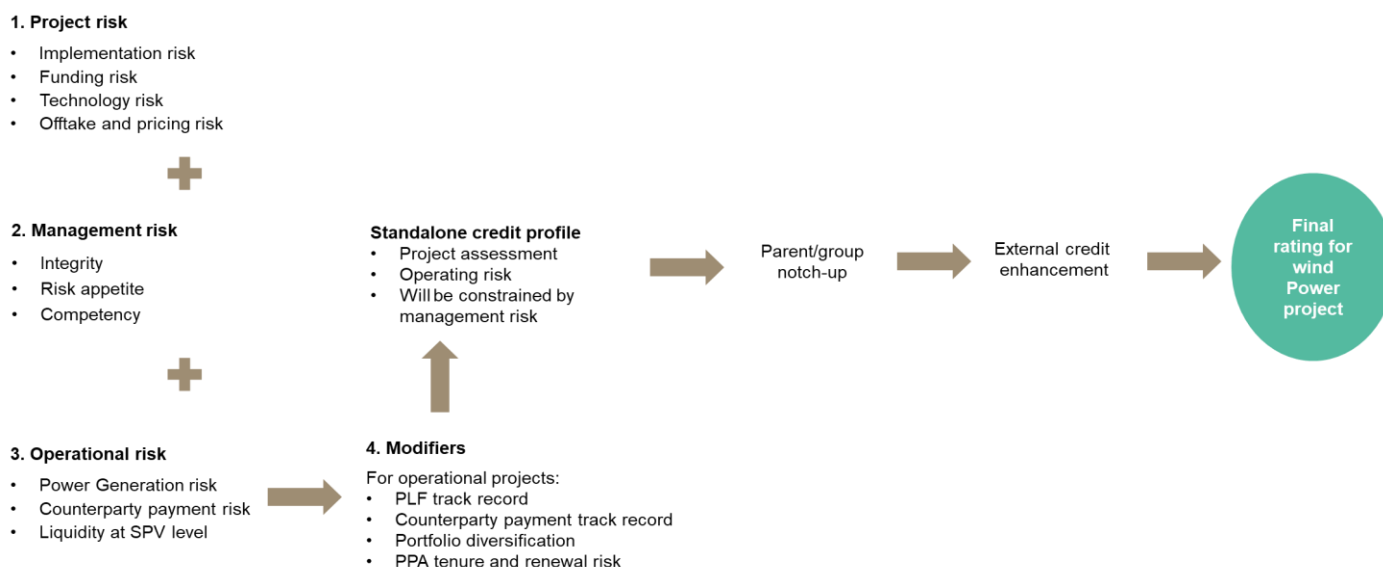 1. Project risk
• Implementation risk
• Funding risk
• Technology risk
• Offtake and pricing risk
2. Management risk
• Integrity
• Risk appetite
• Competency
3. Operational risk
• Power Generation risk
• Counterparty payment risk
• Liquidity at SPV level
4. Modifiers
For operational projects:
• PLF track record
• Counterparty payment track record
• Portfolio diversification
• PPA tenure and renewal risk
Standalone credit profile
• Project assessment
• Operating risk
• Will be constrained by
management risk
Parent/group
notch-up
External credit
enhancement
Final
rating for
wind
Power
project